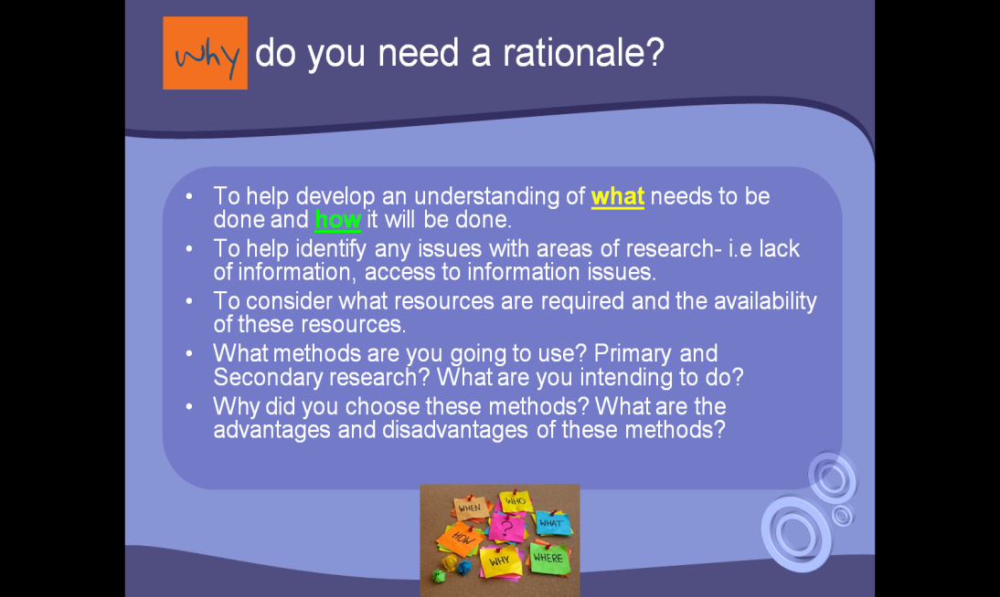 why do you need a rationale?
• To help develop an understanding of what needs to be
done and how it will be done.
• To help identify any issues with areas of research- i.e lack
of information, access to information issues.
• To consider what resources are required and the availability
of these resources.
• What methods are you going to use? Primary and
Secondary research? What are you intending to do?
• Why did you choose these methods? What are the
advantages and disadvantages of these methods?
WHEN
WHO
?
WHAT
HOW
WHY
WHERE